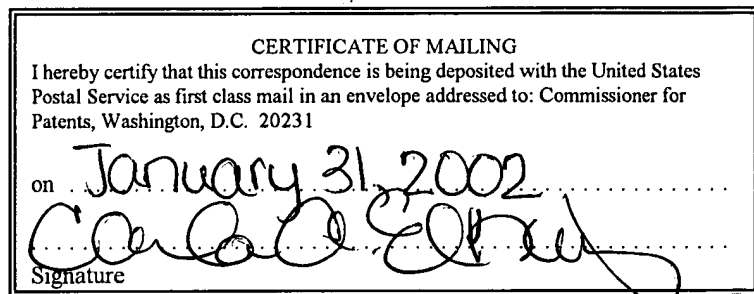 CERTIFICATE OF MAILING
I hereby certify that this correspondence is being deposited with the United States
Postal Service as first class mail in an envelope addressed to: Commissioner for
Patents, Washington, D.C. 20231
on January 31, 2002
Signature